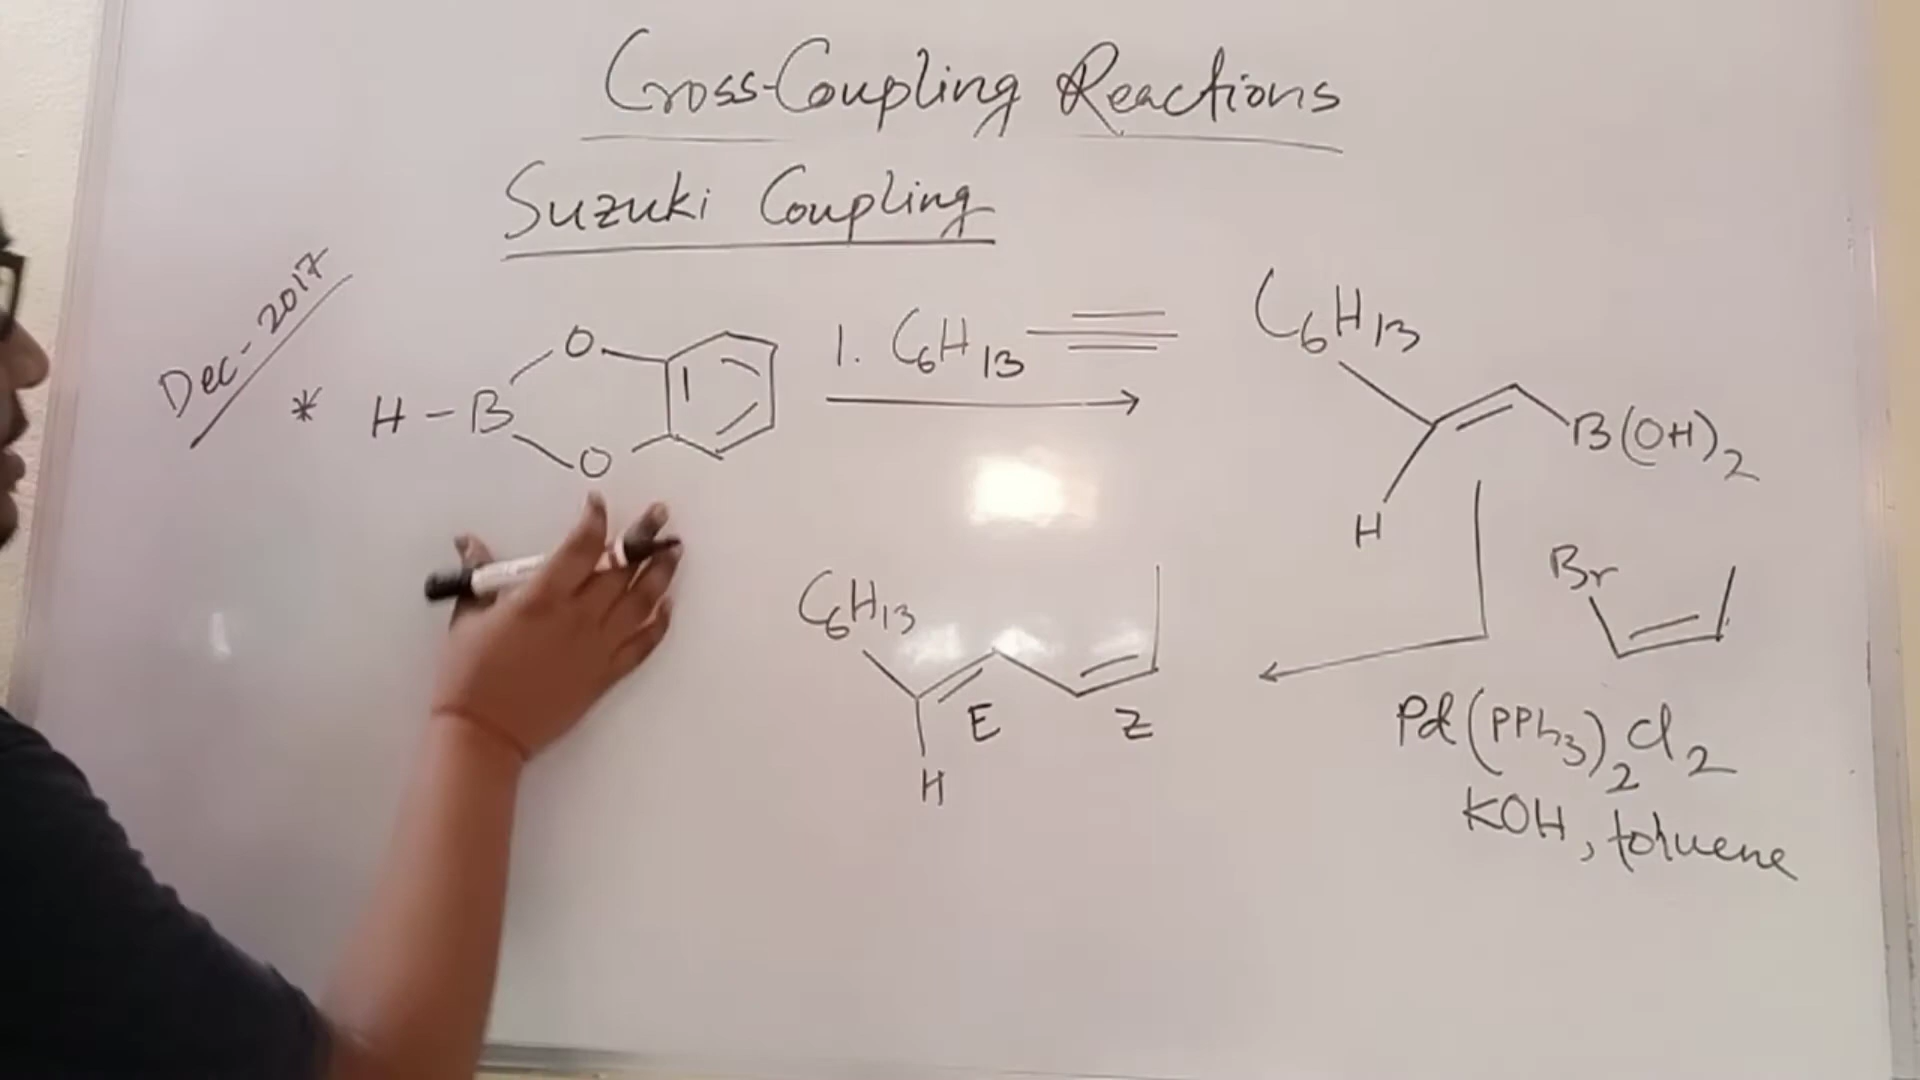 Cross-Coupling Reactions
Suzuki Coupling
Dec-2017
* H-B
O
O
1. C6H13
C6H13
H
B(OH)2
Br
Pd(PPh3)2Cl2
KOH, toluene
C6H13
E
Z
H